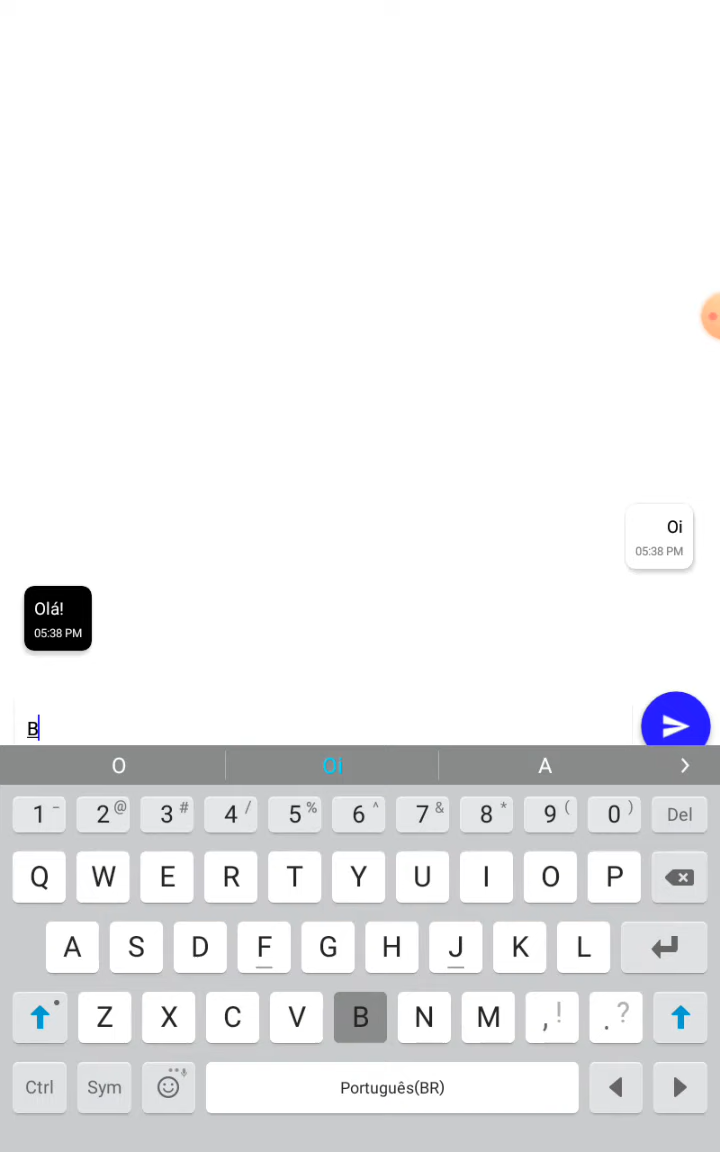 Oi
05:38 PM
Olá!
05:38 PM
B
O Oi A
1 - 2 @ 3 # 4 / 5 % 6 ^ 7 & 8 * 9 ( 0 ) Del
Q W E R T Y U I O P
A S D F G H J K L
Z X C V B N M , ! . ?
Ctrl Sym Português(BR)